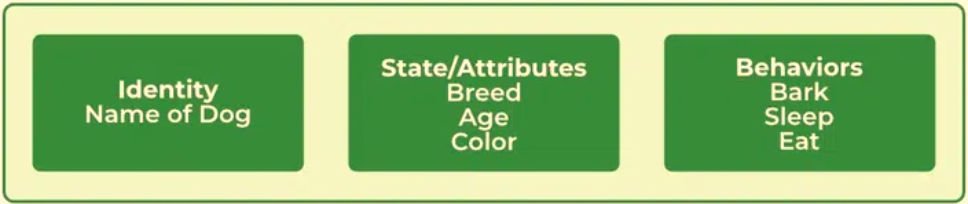 Identity
Name of Dog
State/Attributes
Breed
Age
Color
Behaviors
Bark
Sleep
Eat